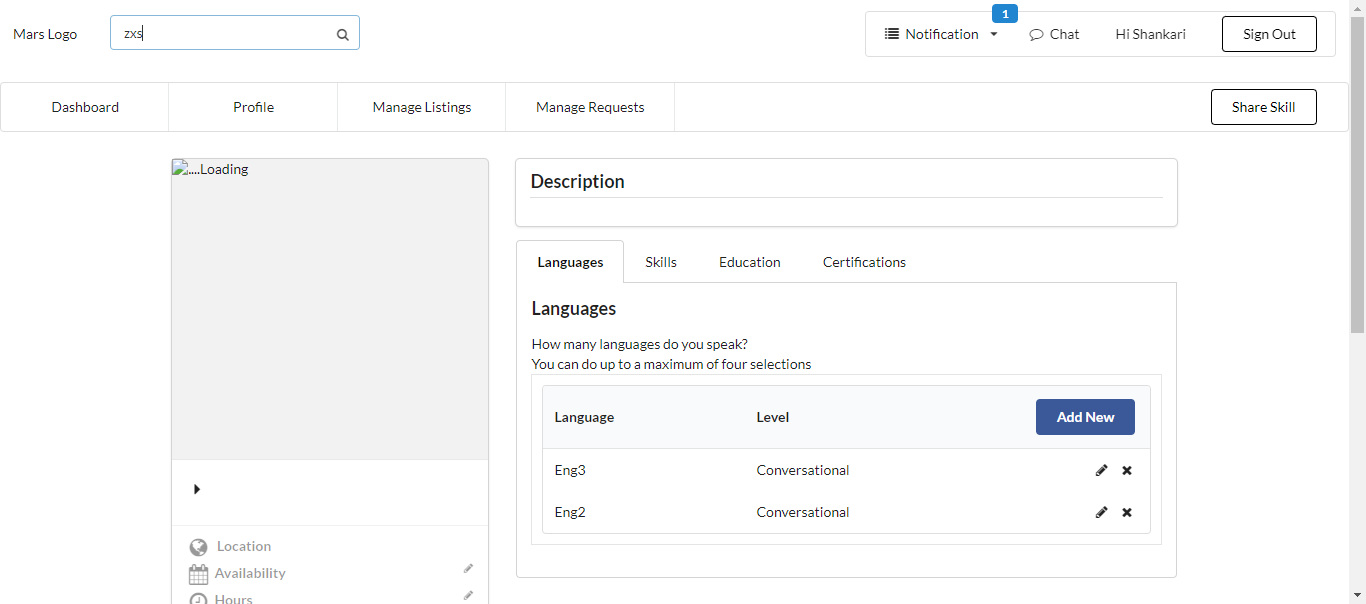 Mars Logo
zxs
1
Notification
Chat
Hi Shankari
Sign Out
Dashboard
Profile
Manage Listings
Manage Requests
Share Skill
....Loading
Description
Languages
Skills
Education
Certifications
Languages
How many languages do you speak?
You can do up to a maximum of four selections
Language
Level
Add New
Eng3
Conversational
Eng2
Conversational
Location
Availability
Hours